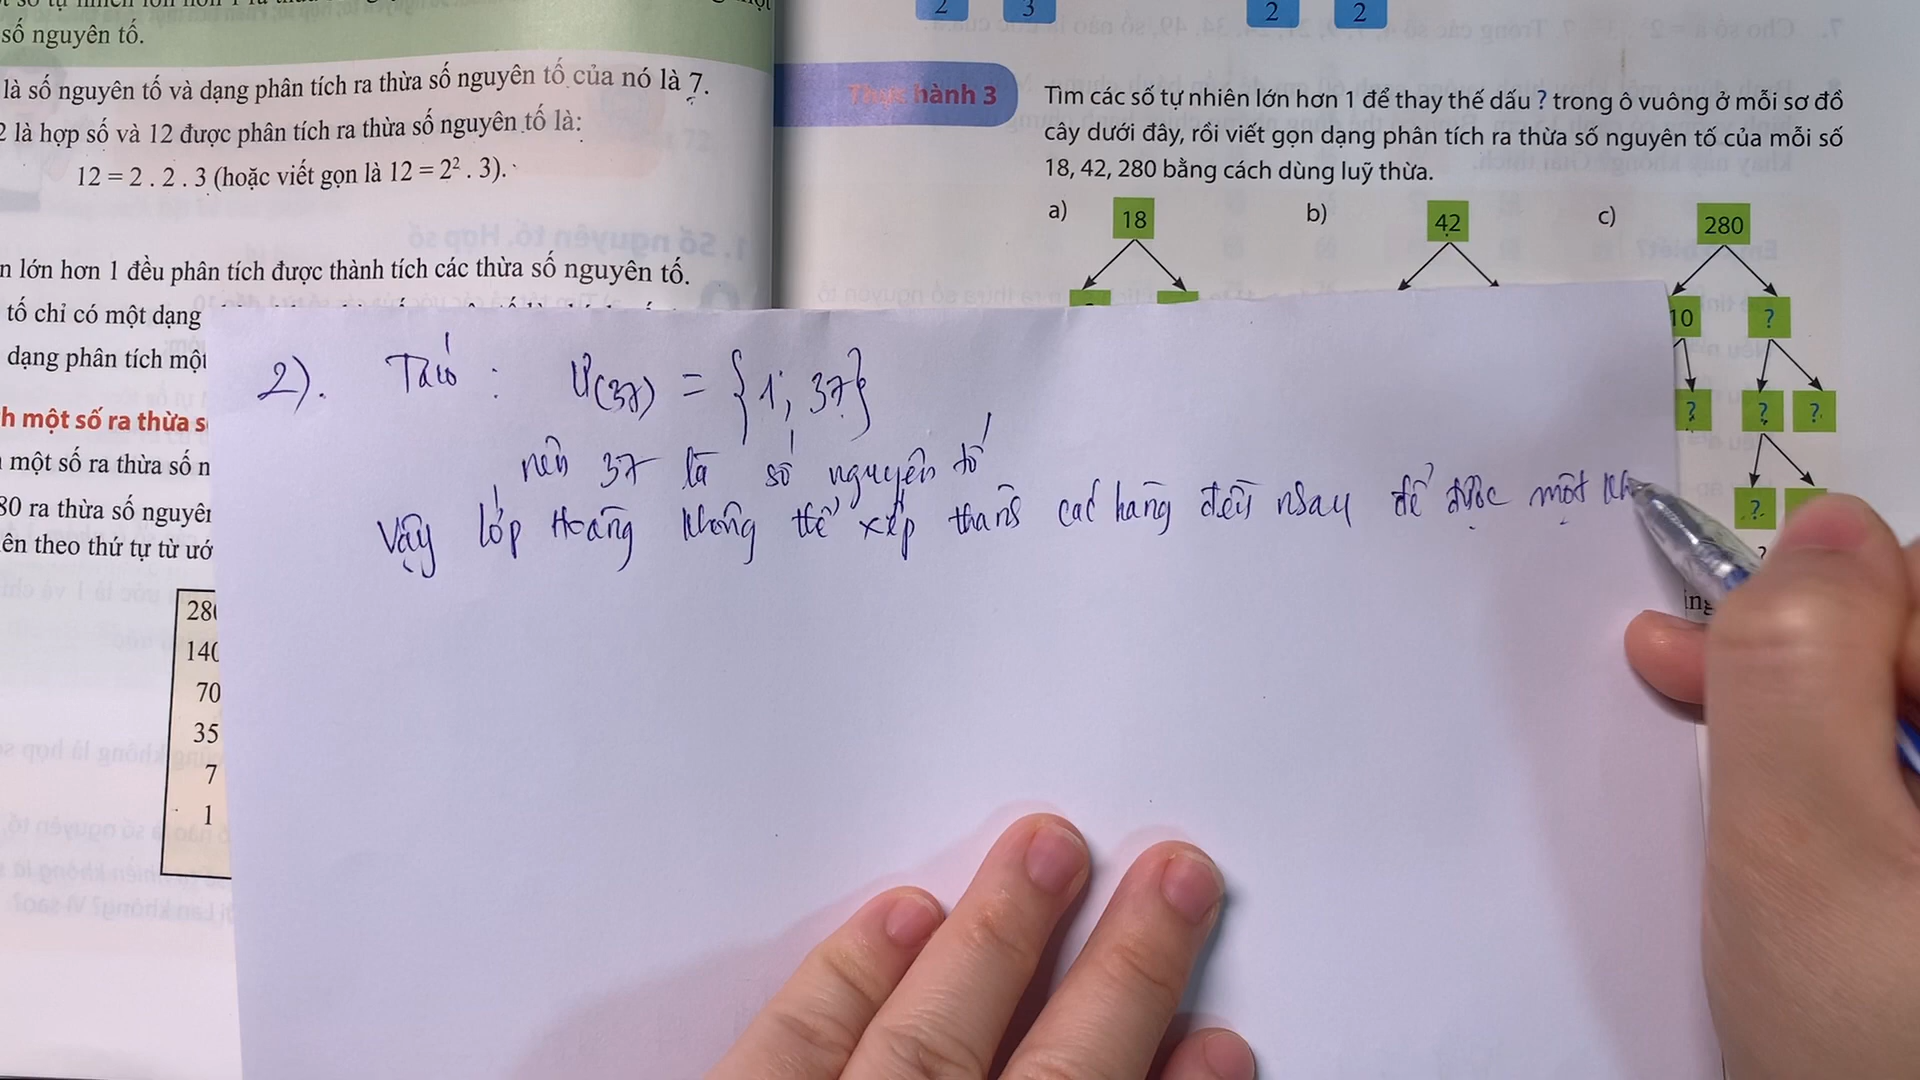 số nguyên tố.
là số nguyên tố và dạng phân tích ra thừa số nguyên tố của nó là 7.
2 là hợp số và 12 được phân tích ra thừa số nguyên tố là:
12 = 2 . 2 . 3 (hoặc viết gọn là 12 = 2² . 3).
n lớn hơn 1 đều phân tích được thành tích các thừa số nguyên tố.
tố chỉ có một dạng
dạng phân tích một
h một số ra thừa s
một số ra thừa số n
80 ra thừa số nguyên
ên theo thứ tự từ ướ
280
140
70
35
7
1
2 3 2 2
Thực hành 3
Tìm các số tự nhiên lớn hơn 1 để thay thế dấu ? trong ô vuông ở mỗi sơ đồ
cây dưới đây, rồi viết gọn dạng phân tích ra thừa số nguyên tố của mỗi số
18, 42, 280 bằng cách dùng luỹ thừa.
a) 18 b) 42 c) 280
10 ?
? ? ?
?
2). Ta có : Ư(37) = {1; 37}
nên 37 là số nguyên tố
Vậy lớp Hoàng không thể xếp thành các hàng đều nhau để được một kh